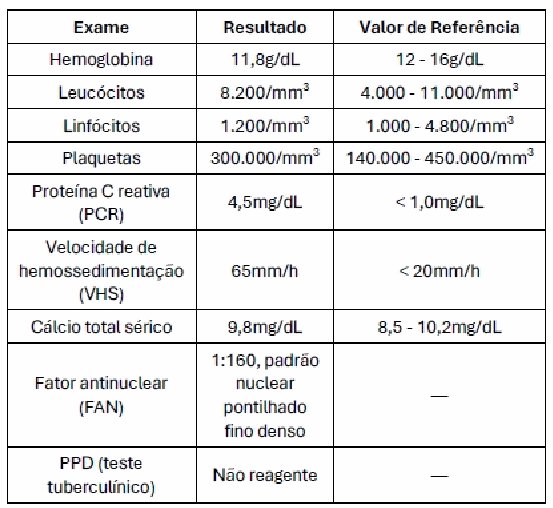 Exame Resultado Valor de Referência
Hemoglobina 11,8g/dL 12 - 16g/dL
Leucócitos 8.200/mm³ 4.000 - 11.000/mm³
Linfócitos 1.200/mm³ 1.000 - 4.800/mm³
Plaquetas 300.000/mm³ 140.000 - 450.000/mm³
Proteína C reativa
(PCR)
4,5mg/dL
< 1,0mg/dL
Velocidade de
hemossedimentação
(VHS)
65mm/h
< 20mm/h
Cálcio total sérico 9,8mg/dL 8,5 - 10,2mg/dL
Fator antinuclear
(FAN)
1:160, padrão
nuclear
pontilhado
fino denso
—
PPD (teste
tuberculínico)
Não reagente
—